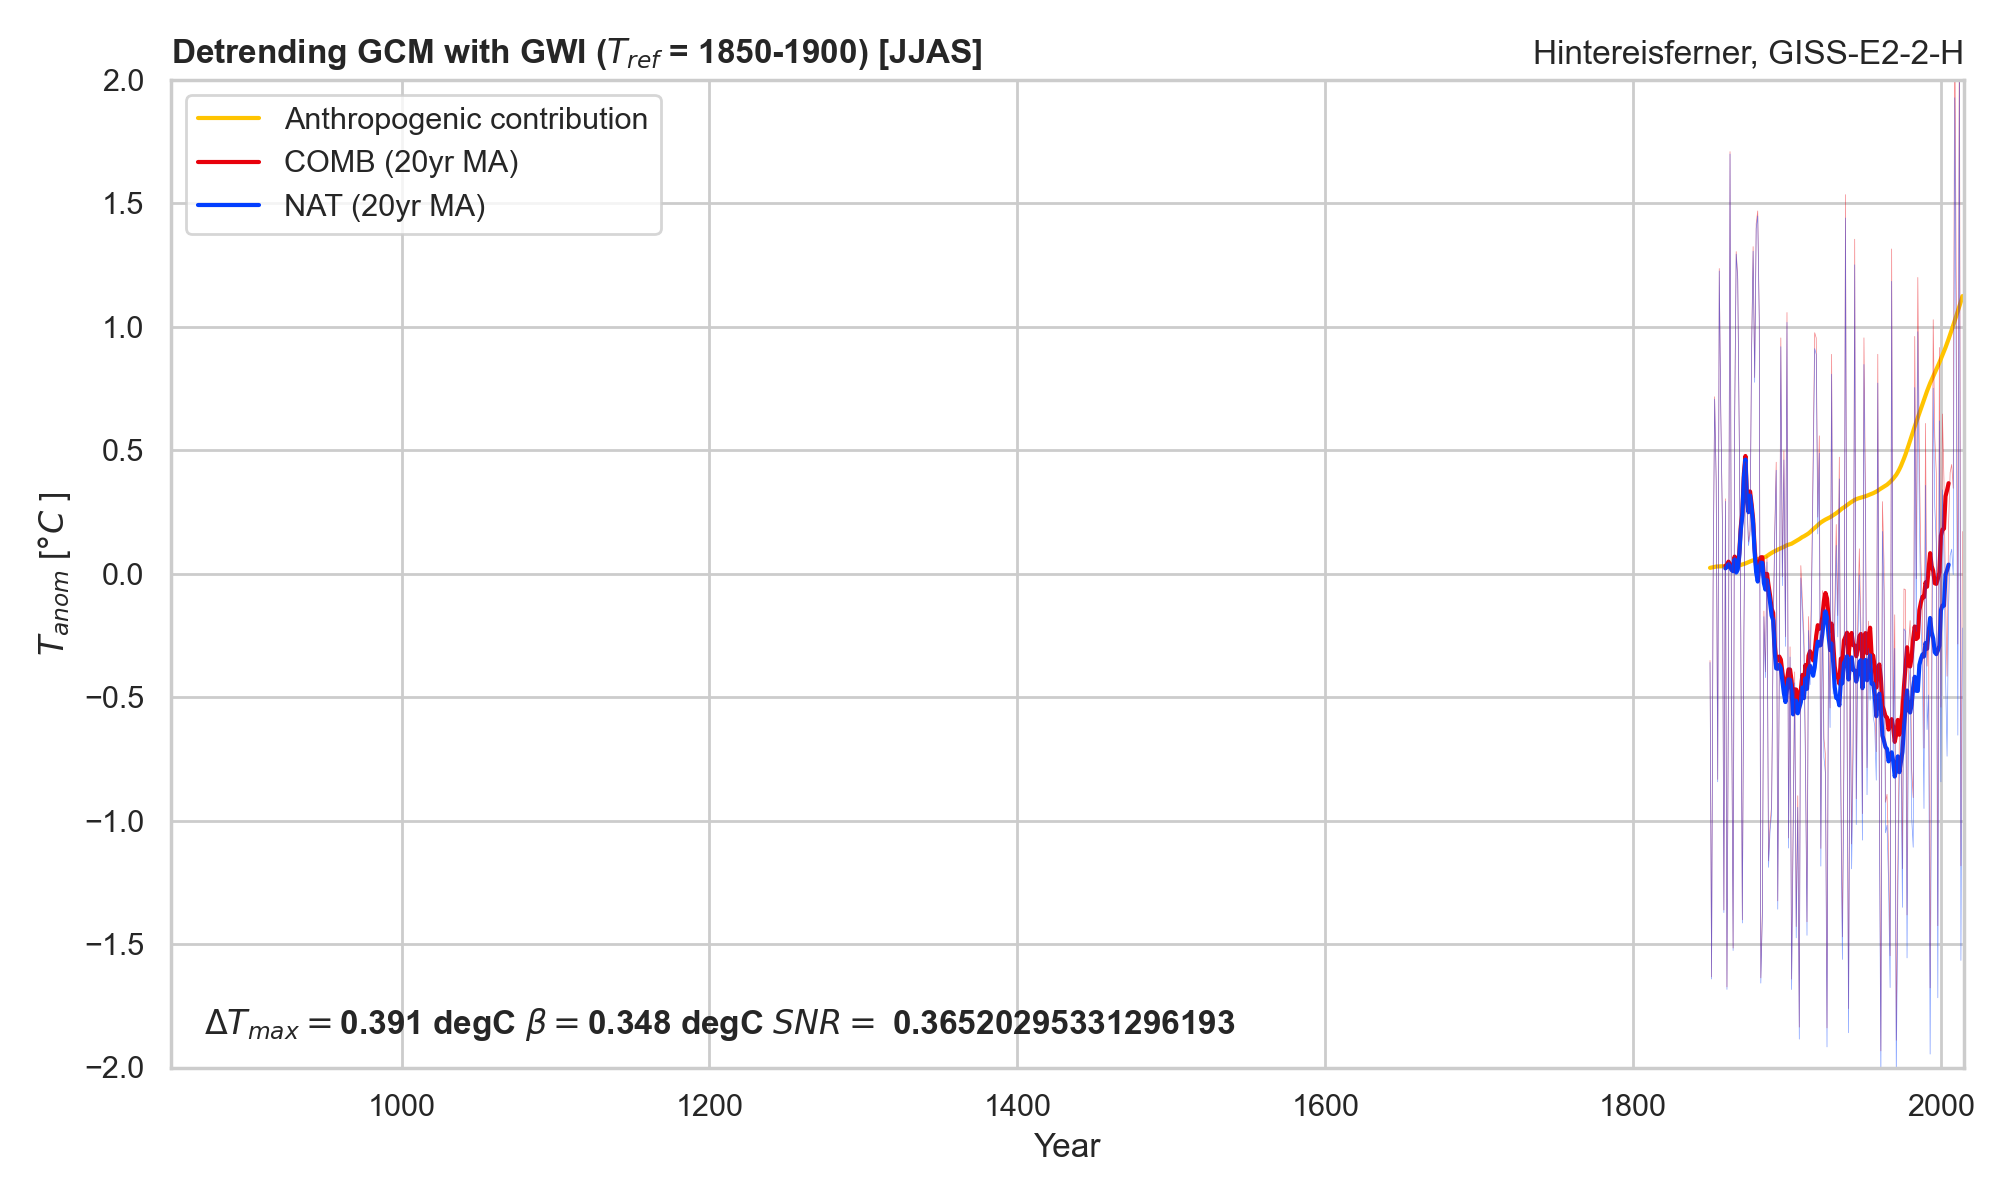 Detrending GCM with GWI (T_ref = 1850-1900) [JJAS]
Hintereisferner, GISS-E2-2-H
Anthropogenic contribution
COMB (20yr MA)
NAT (20yr MA)
2.0
1.5
1.0
0.5
0.0
−0.5
−1.0
−1.5
−2.0
T_anom [°C ]
ΔT_max = 0.391 degC β = 0.348 degC SNR = 0.36520295331296193
1000 1200 1400 1600 1800 2000
Year